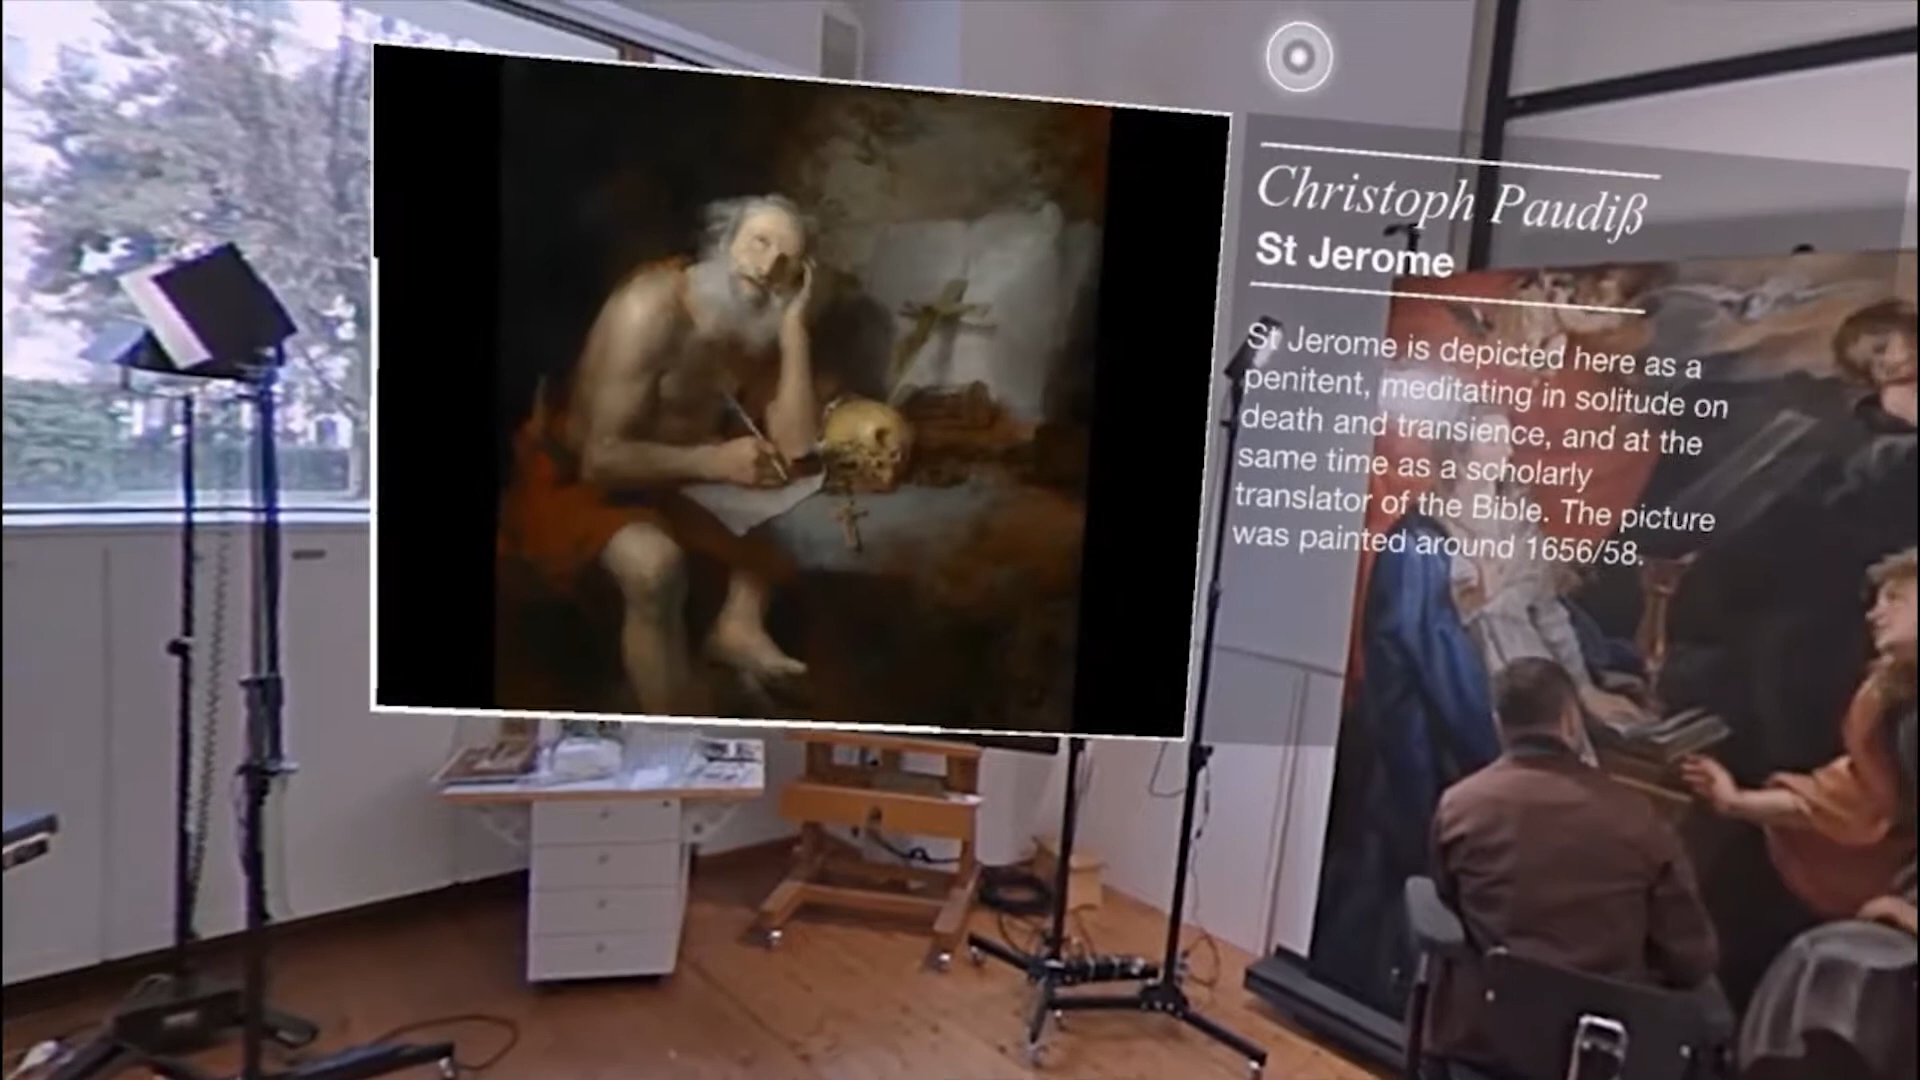 Christoph Paudiß
St Jerome
St Jerome is depicted here as a
penitent, meditating in solitude on
death and transience, and at the
same time as a scholarly
translator of the Bible. The picture
was painted around 1656/58.